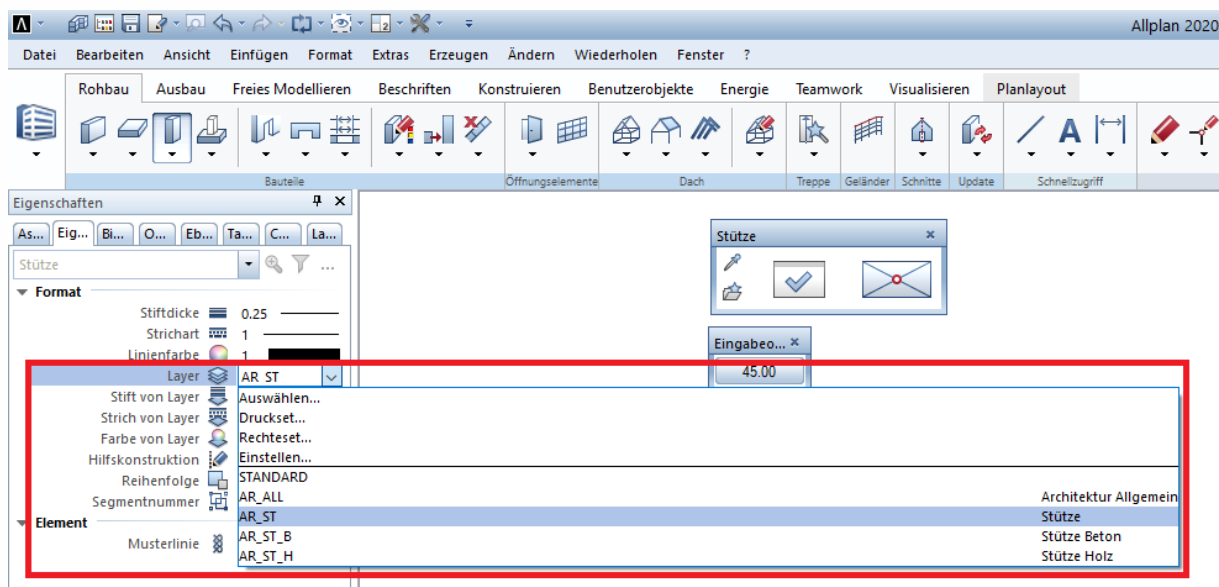 Allplan 2020
Datei Bearbeiten Ansicht Einfügen Format Extras Erzeugen Ändern Wiederholen Fenster ?
Rohbau Ausbau Freies Modellieren Beschriften Konstruieren Benutzerobjekte Energie Teamwork Visualisieren Planlayout
Bauteile Öffnungselemente Dach Treppe Geländer Schnitte Update Schnellzugriff
Eigenschaften
As... Eig... Bi... O... Eb... Ta... C... La...
Stütze
Format
Stiftdicke 0.25
Strichart 1
Linienfarbe 1
Layer AR_ST
Stift von Layer
Strich von Layer
Farbe von Layer
Hilfskonstruktion
Reihenfolge
Segmentnummer
Element
Musterlinie
Auswählen...
Druckset...
Rechteset...
Einstellen...
STANDARD
AR_ALL Architektur Allgemein
AR_ST Stütze
AR_ST_B Stütze Beton
AR_ST_H Stütze Holz
Stütze
Eingabeo...
45.00